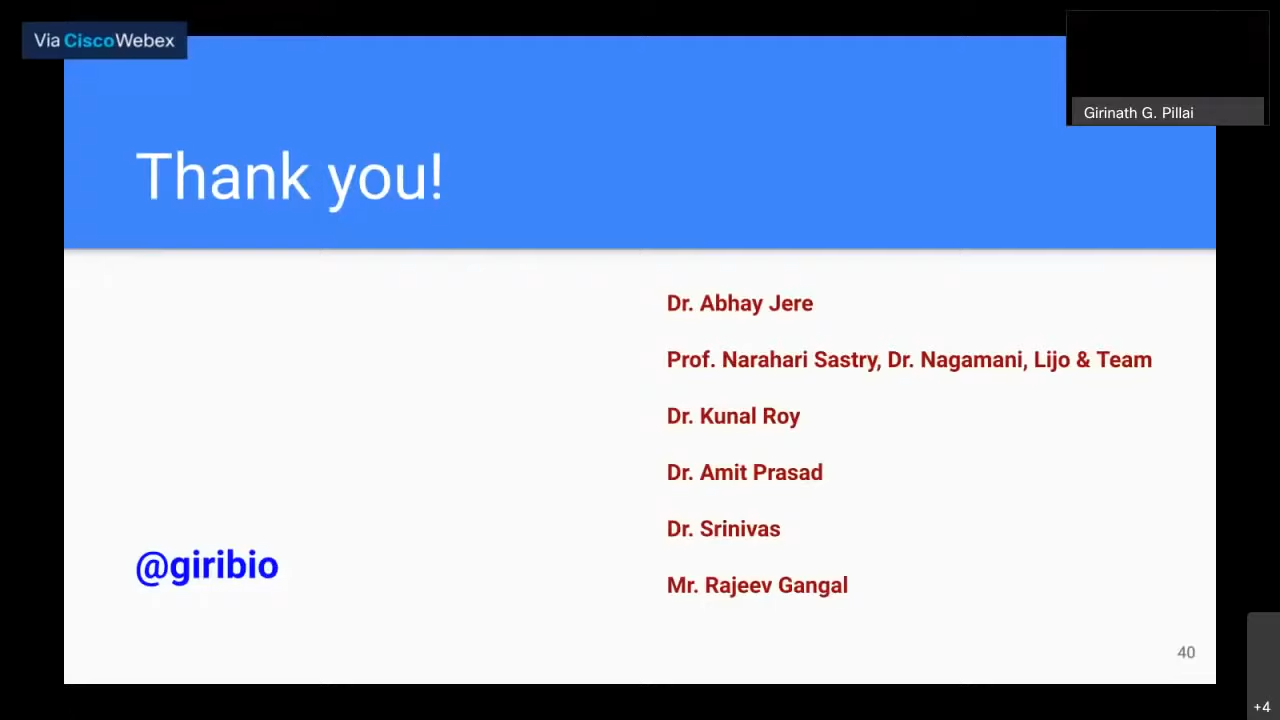 Via CiscoWebex
Girinath G. Pillai
Thank you!
Dr. Abhay Jere
Prof. Narahari Sastry, Dr. Nagamani, Lijo & Team
Dr. Kunal Roy
Dr. Amit Prasad
Dr. Srinivas
Mr. Rajeev Gangal
@giribio
40
+4